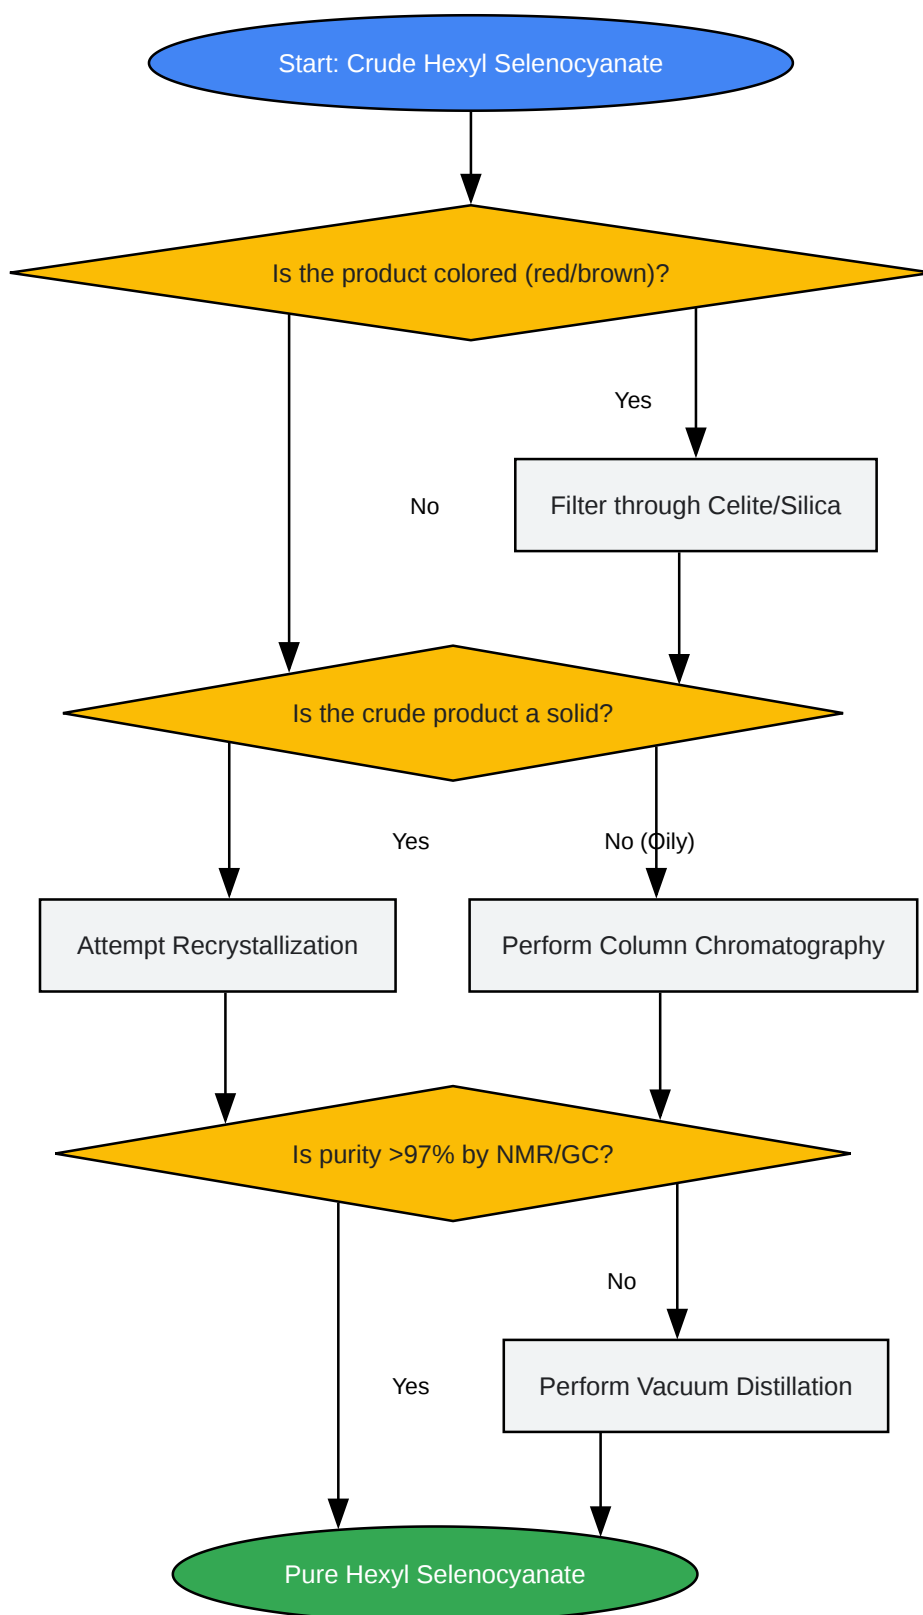 Start: Crude Hexyl Selenocyanate
Is the product colored (red/brown)?
Yes
No
Filter through Celite/Silica
Is the crude product a solid?
Yes
No (Oily)
Attempt Recrystallization
Perform Column Chromatography
Is purity >97% by NMR/GC?
No
Yes
Perform Vacuum Distillation
Pure Hexyl Selenocyanate